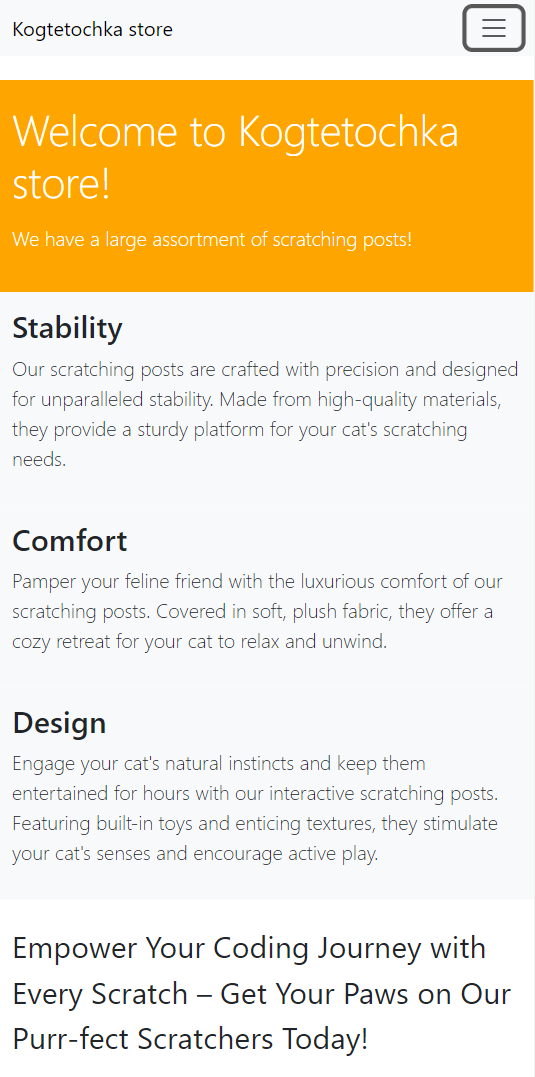 Kogtetochka store
Welcome to Kogtetochka
store!
We have a large assortment of scratching posts!
Stability
Our scratching posts are crafted with precision and designed
for unparalleled stability. Made from high-quality materials,
they provide a sturdy platform for your cat's scratching
needs.
Comfort
Pamper your feline friend with the luxurious comfort of our
scratching posts. Covered in soft, plush fabric, they offer a
cozy retreat for your cat to relax and unwind.
Design
Engage your cat's natural instincts and keep them
entertained for hours with our interactive scratching posts.
Featuring built-in toys and enticing textures, they stimulate
your cat's senses and encourage active play.
Empower Your Coding Journey with
Every Scratch – Get Your Paws on Our
Purr-fect Scratchers Today!